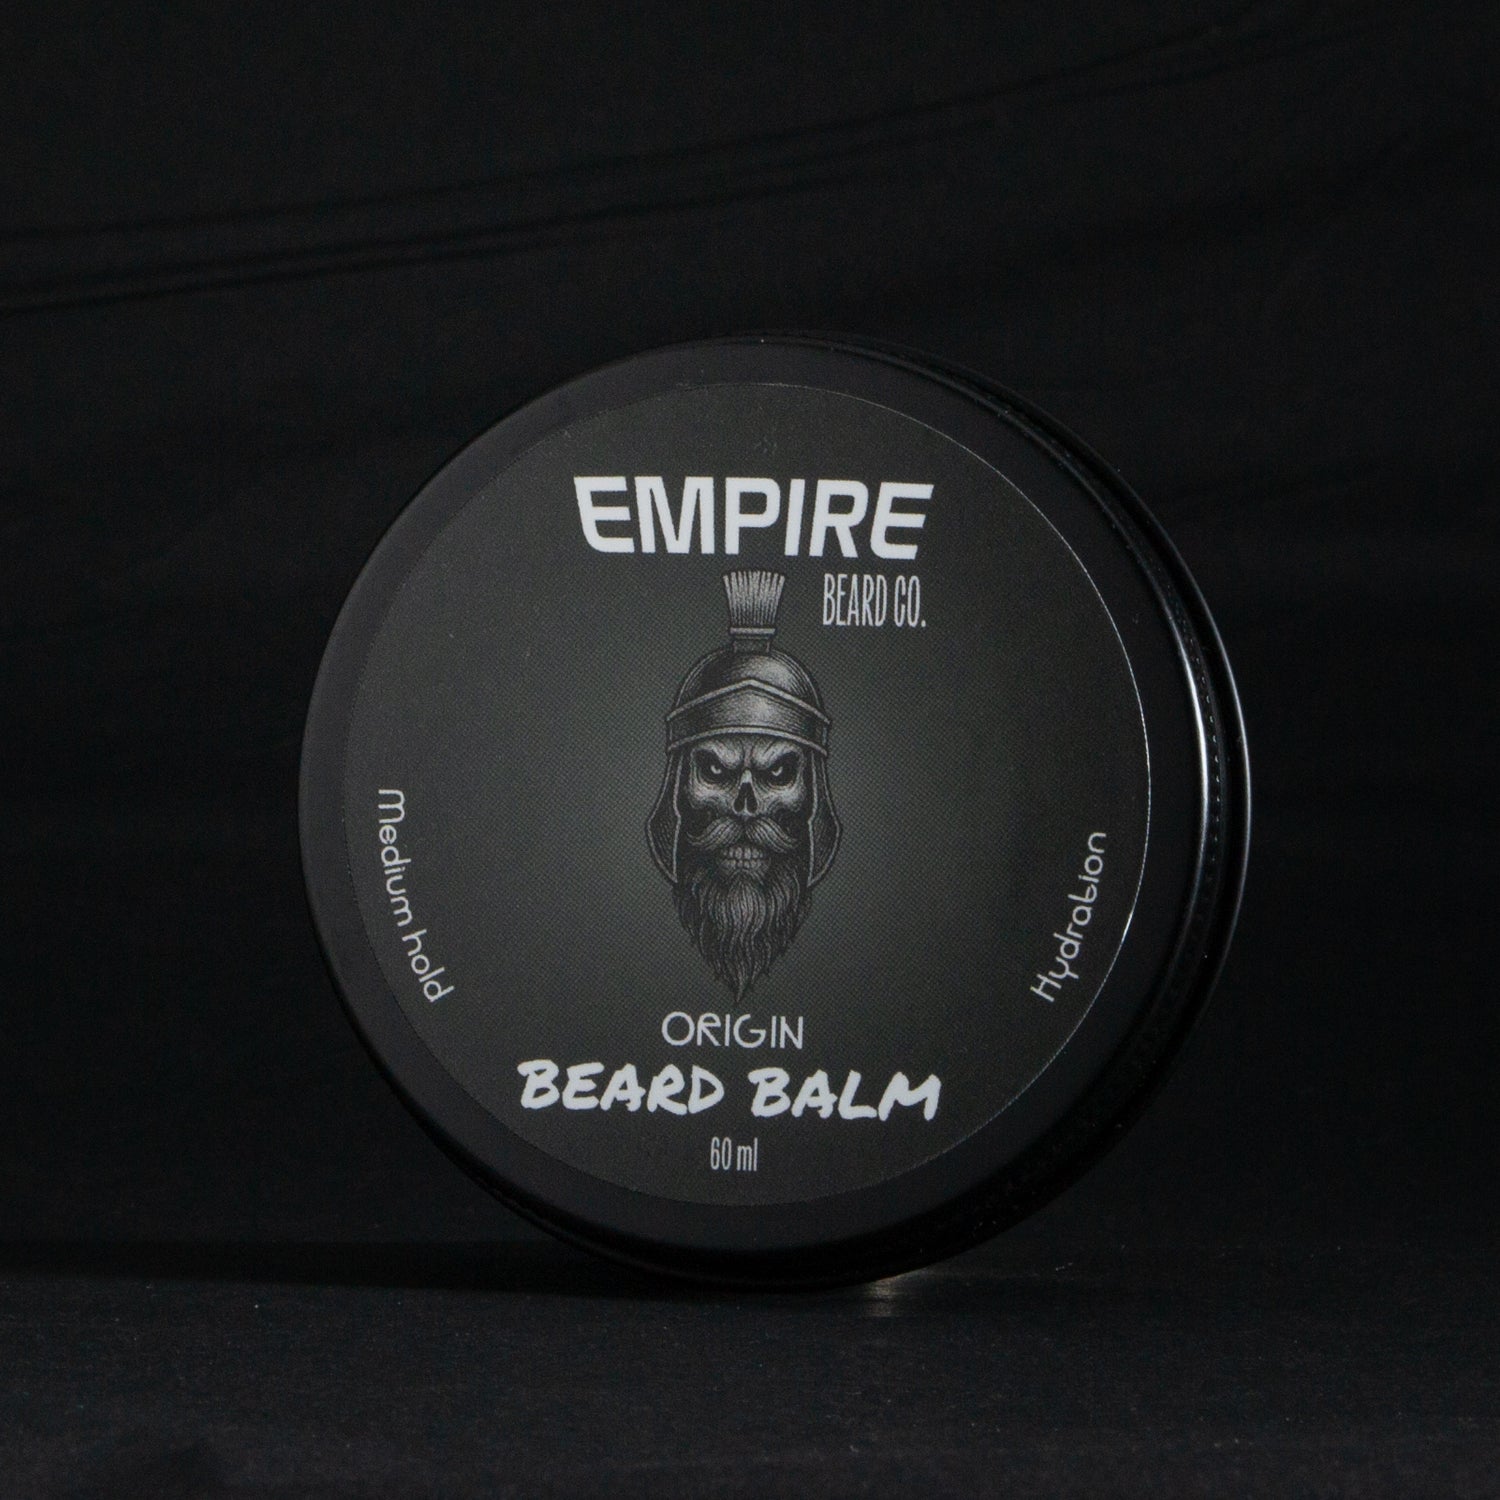 EMPIRE
BEARD CO.
Medium hold
Hydration
ORIGIN
BEARD BALM
60 ml